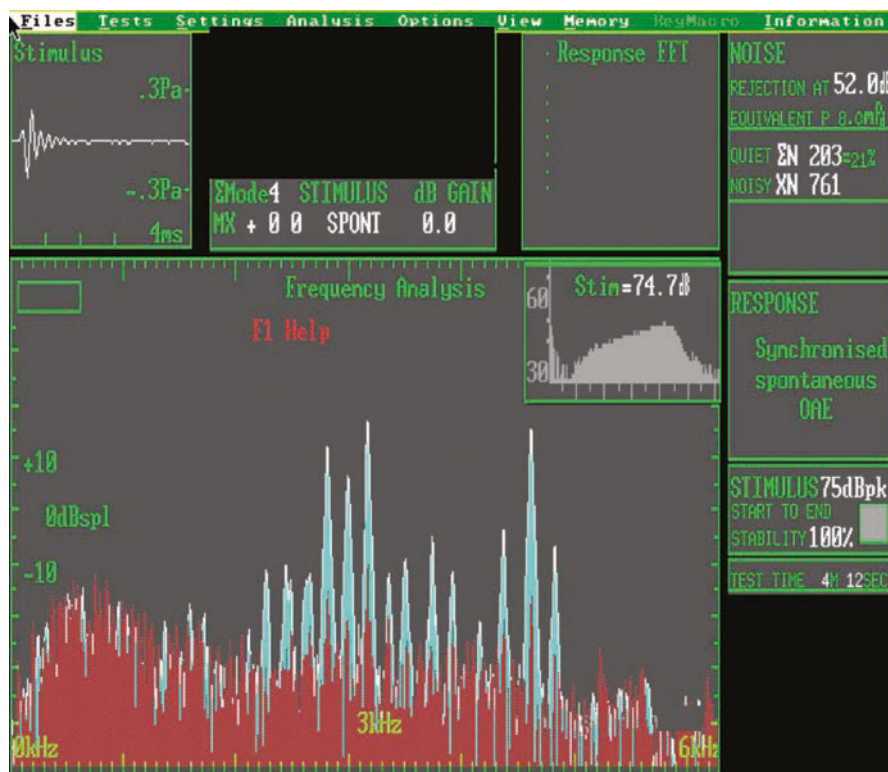 Files Tests Settings Analysis Options View Memory KeyMacro Information
Stimulus
.3Pa
-.3Pa
4ms
ΣMode4 STIMULUS dB GAIN
MX + 0 0 SPONT 0.0
Response FFT
NOISE
REJECTION AT 52.0dB
EQUIVALENT P 8.0mPa
QUIET ΣN 203=21%
NOISY XN 761
Frequency Analysis
F1 Help
Stim=74.7dB
60
30
+10
0dBspl
-10
0kHz
3kHz
6kHz
RESPONSE
Synchronised
spontaneous
OAE
STIMULUS 75dBpk
START TO END
STABILITY 100%
TEST TIME 4M 12SEC